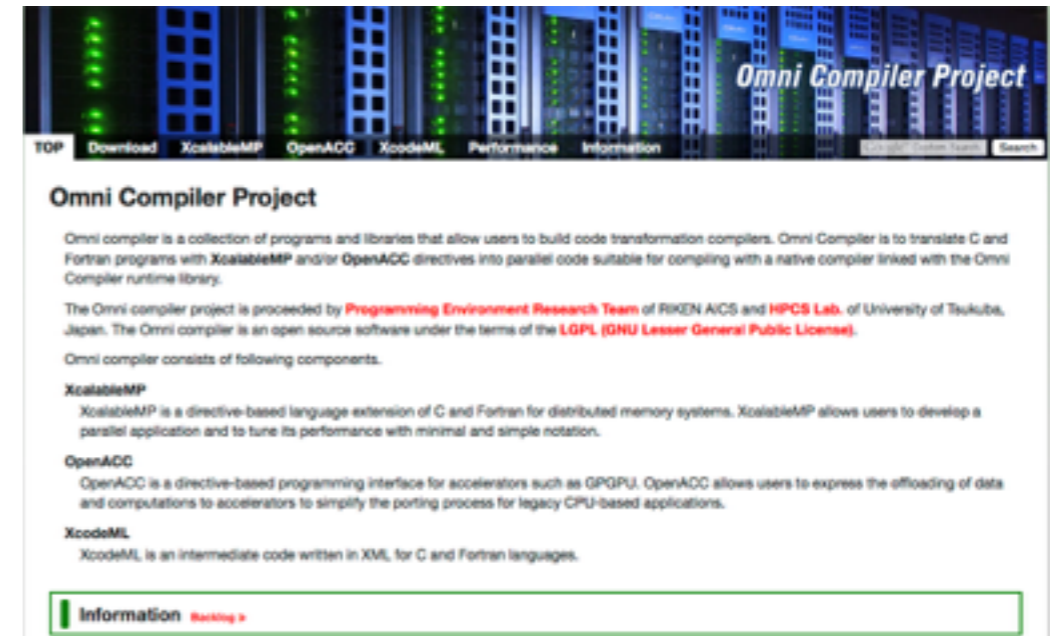 Omni Compiler Project
TOP Download XcalableMP OpenACC XcodeML Performance Information Search
Omni Compiler Project
Omni compiler is a collection of programs and libraries that allow users to build code transformation compilers. Omni Compiler is to translate C and
Fortran programs with XcalableMP and/or OpenACC directives into parallel code suitable for compiling with a native compiler linked with the Omni
Compiler runtime library.
The Omni compiler project is proceeded by Programming Environment Research Team of RIKEN AICS and HPCS Lab. of University of Tsukuba,
Japan. The Omni compiler is an open source software under the terms of the LGPL (GNU Lesser General Public License).
Omni compiler consists of following components.
XcalableMP
XcalableMP is a directive-based language extension of C and Fortran for distributed memory systems. XcalableMP allows users to develop a
parallel application and to tune its performance with minimal and simple notation.
OpenACC
OpenACC is a directive-based programming interface for accelerators such as GPGPU. OpenACC allows users to express the offloading of data
and computations to accelerators to simplify the porting process for legacy CPU-based applications.
XcodeML
XcodeML is an intermediate code written in XML for C and Fortran languages.
Information Backlog >